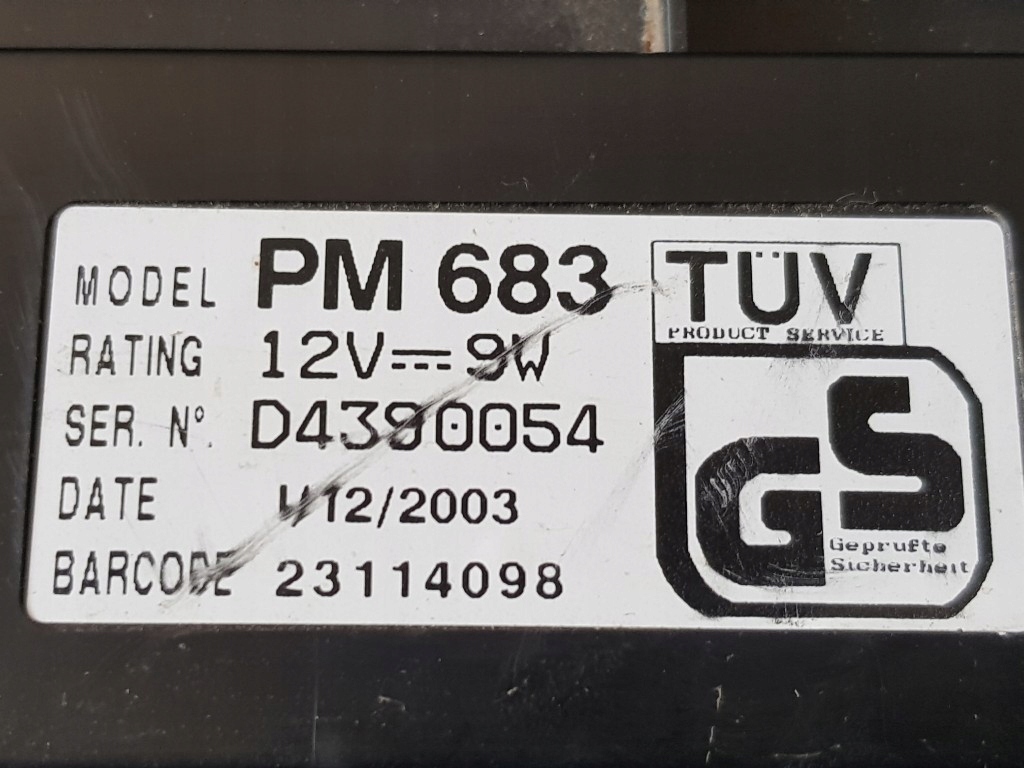 MODEL PM 683
RATING 12V⎓9W
SER. Nº. D4390054
DATE 12/2003
BARCODE 23114098
TÜV
PRODUCT SERVICE
GS
Geprufte
Sicherheit